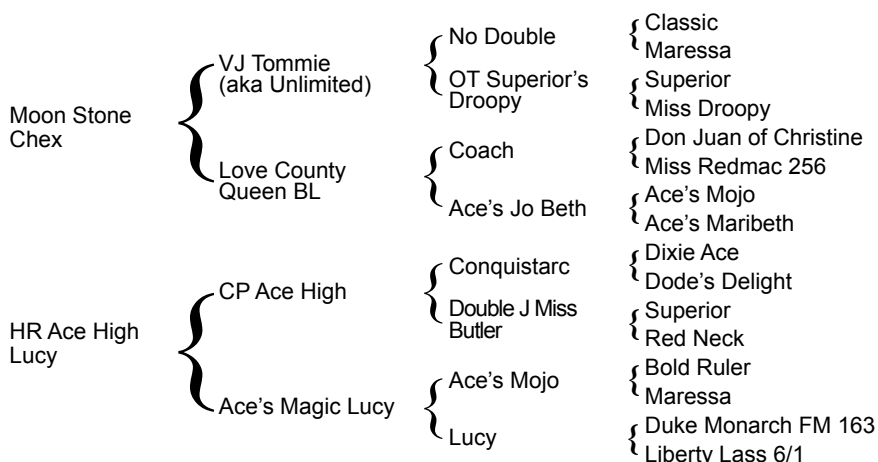 Moon Stone
Chex
VJ Tommie
(aka Unlimited)
Love County
Queen BL
No Double
OT Superior's
Droopy
Coach
Ace's Jo Beth
Classic
Maressa
Superior
Miss Droopy
Don Juan of Christine
Miss Redmac 256
Ace's Mojo
Ace's Maribeth
HR Ace High
Lucy
CP Ace High
Ace's Magic Lucy
Conquistarc
Double J Miss
Butler
Ace's Mojo
Lucy
Dixie Ace
Dode's Delight
Superior
Red Neck
Bold Ruler
Maressa
Duke Monarch FM 163
Liberty Lass 6/1